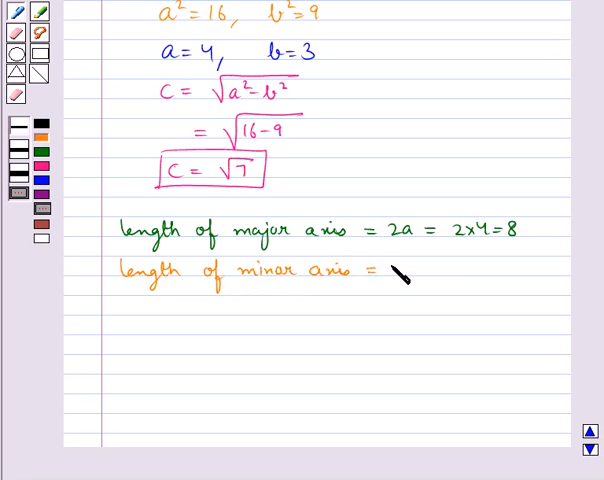 a² = 16, b² = 9
a = 4, b = 3
c = √(a² - b²)
= √(16 - 9)
c = √7
length of major axis = 2a = 2×4 = 8
length of minor axis =